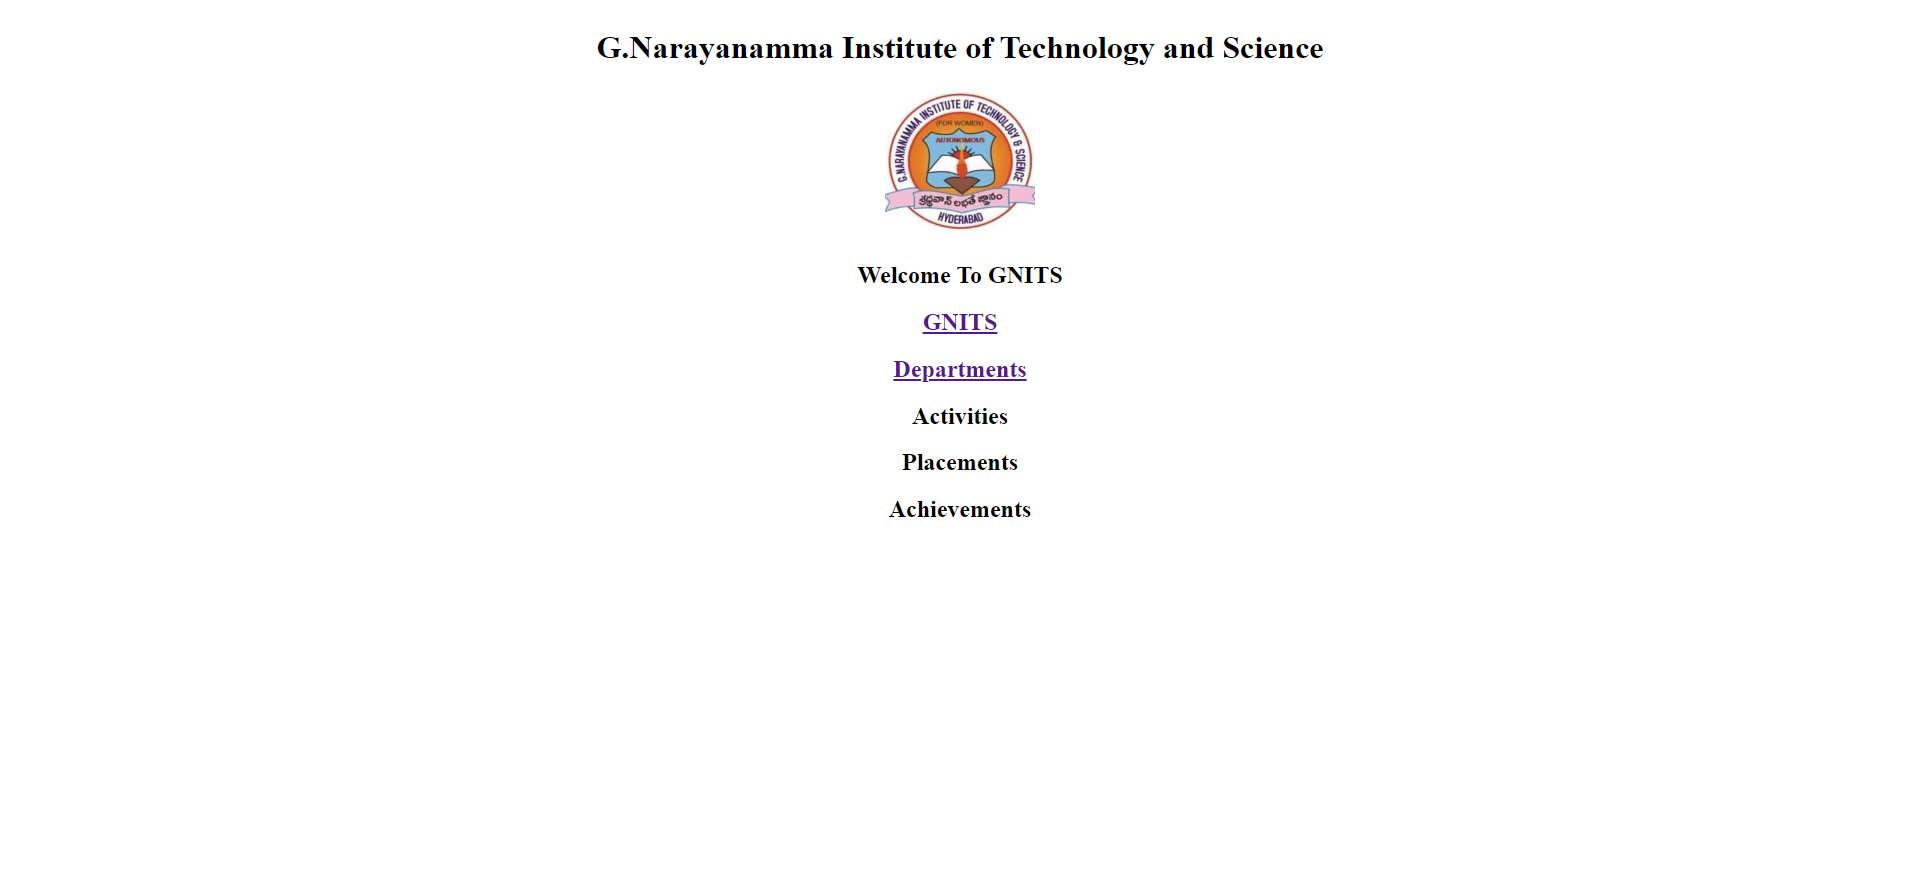 G.Narayanamma Institute of Technology and Science
G.NARAYANAMMA INSTITUTE OF TECHNOLOGY & SCIENCE
(FOR WOMEN)
AUTONOMOUS
శ్రద్ధవాన్ లభతే జ్ఞానం
HYDERABAD
Welcome To GNITS
GNITS
Departments
Activities
Placements
Achievements